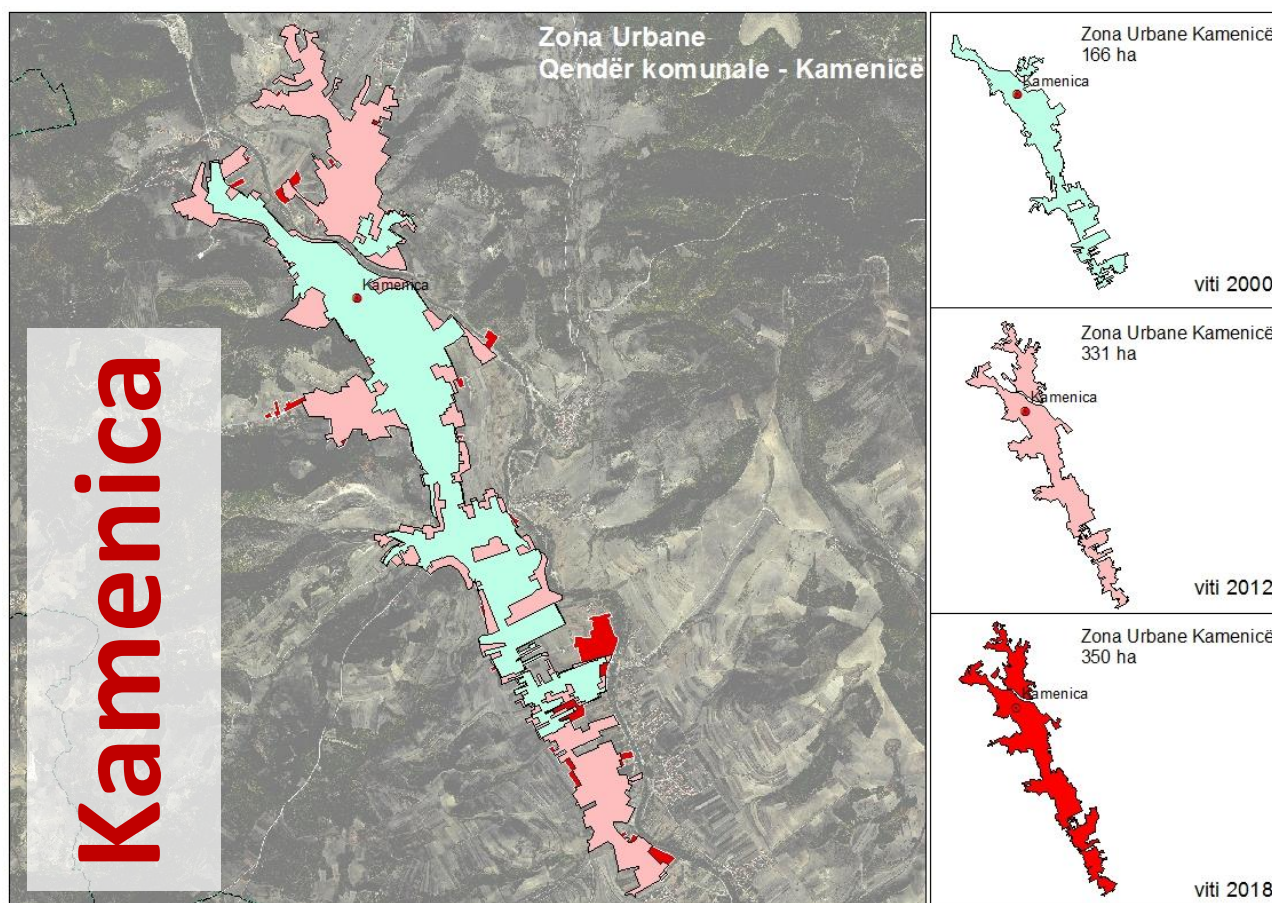 Zona Urbane
Qendër komunale - Kamenicë
Kamenica
Kamenica
Zona Urbane Kamenicë
166 ha
Kamenica
viti 2000
Zona Urbane Kamenicë
331 ha
Kamenica
viti 2012
Zona Urbane Kamenicë
350 ha
Kamenica
viti 2018